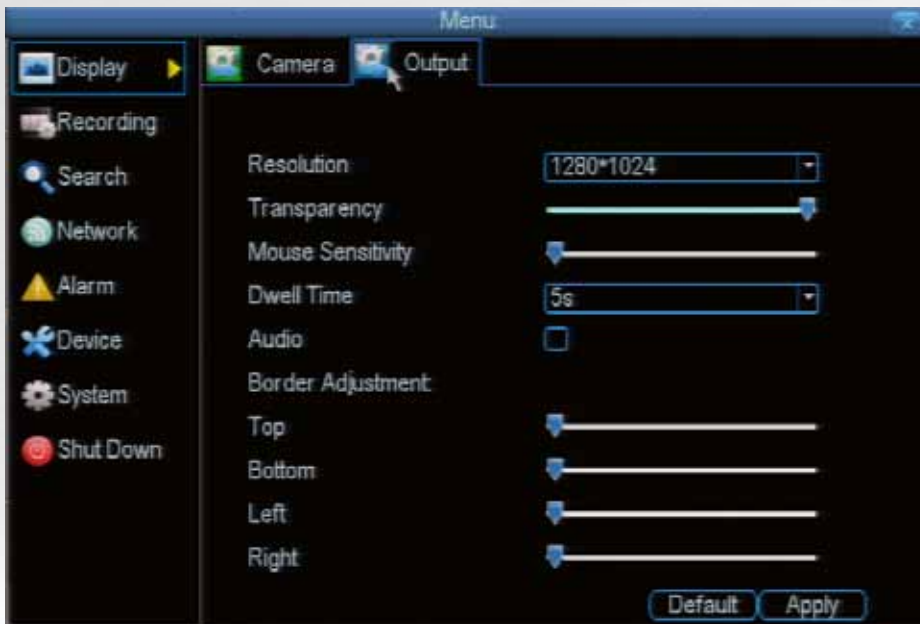 Menu
Display
Recording
Search
Network
Alarm
Device
System
Shut Down
Camera
Output
Resolution 1280*1024
Transparency
Mouse Sensitivity
Dwell Time 5s
Audio
Border Adjustment:
Top
Bottom
Left
Right
Default
Apply